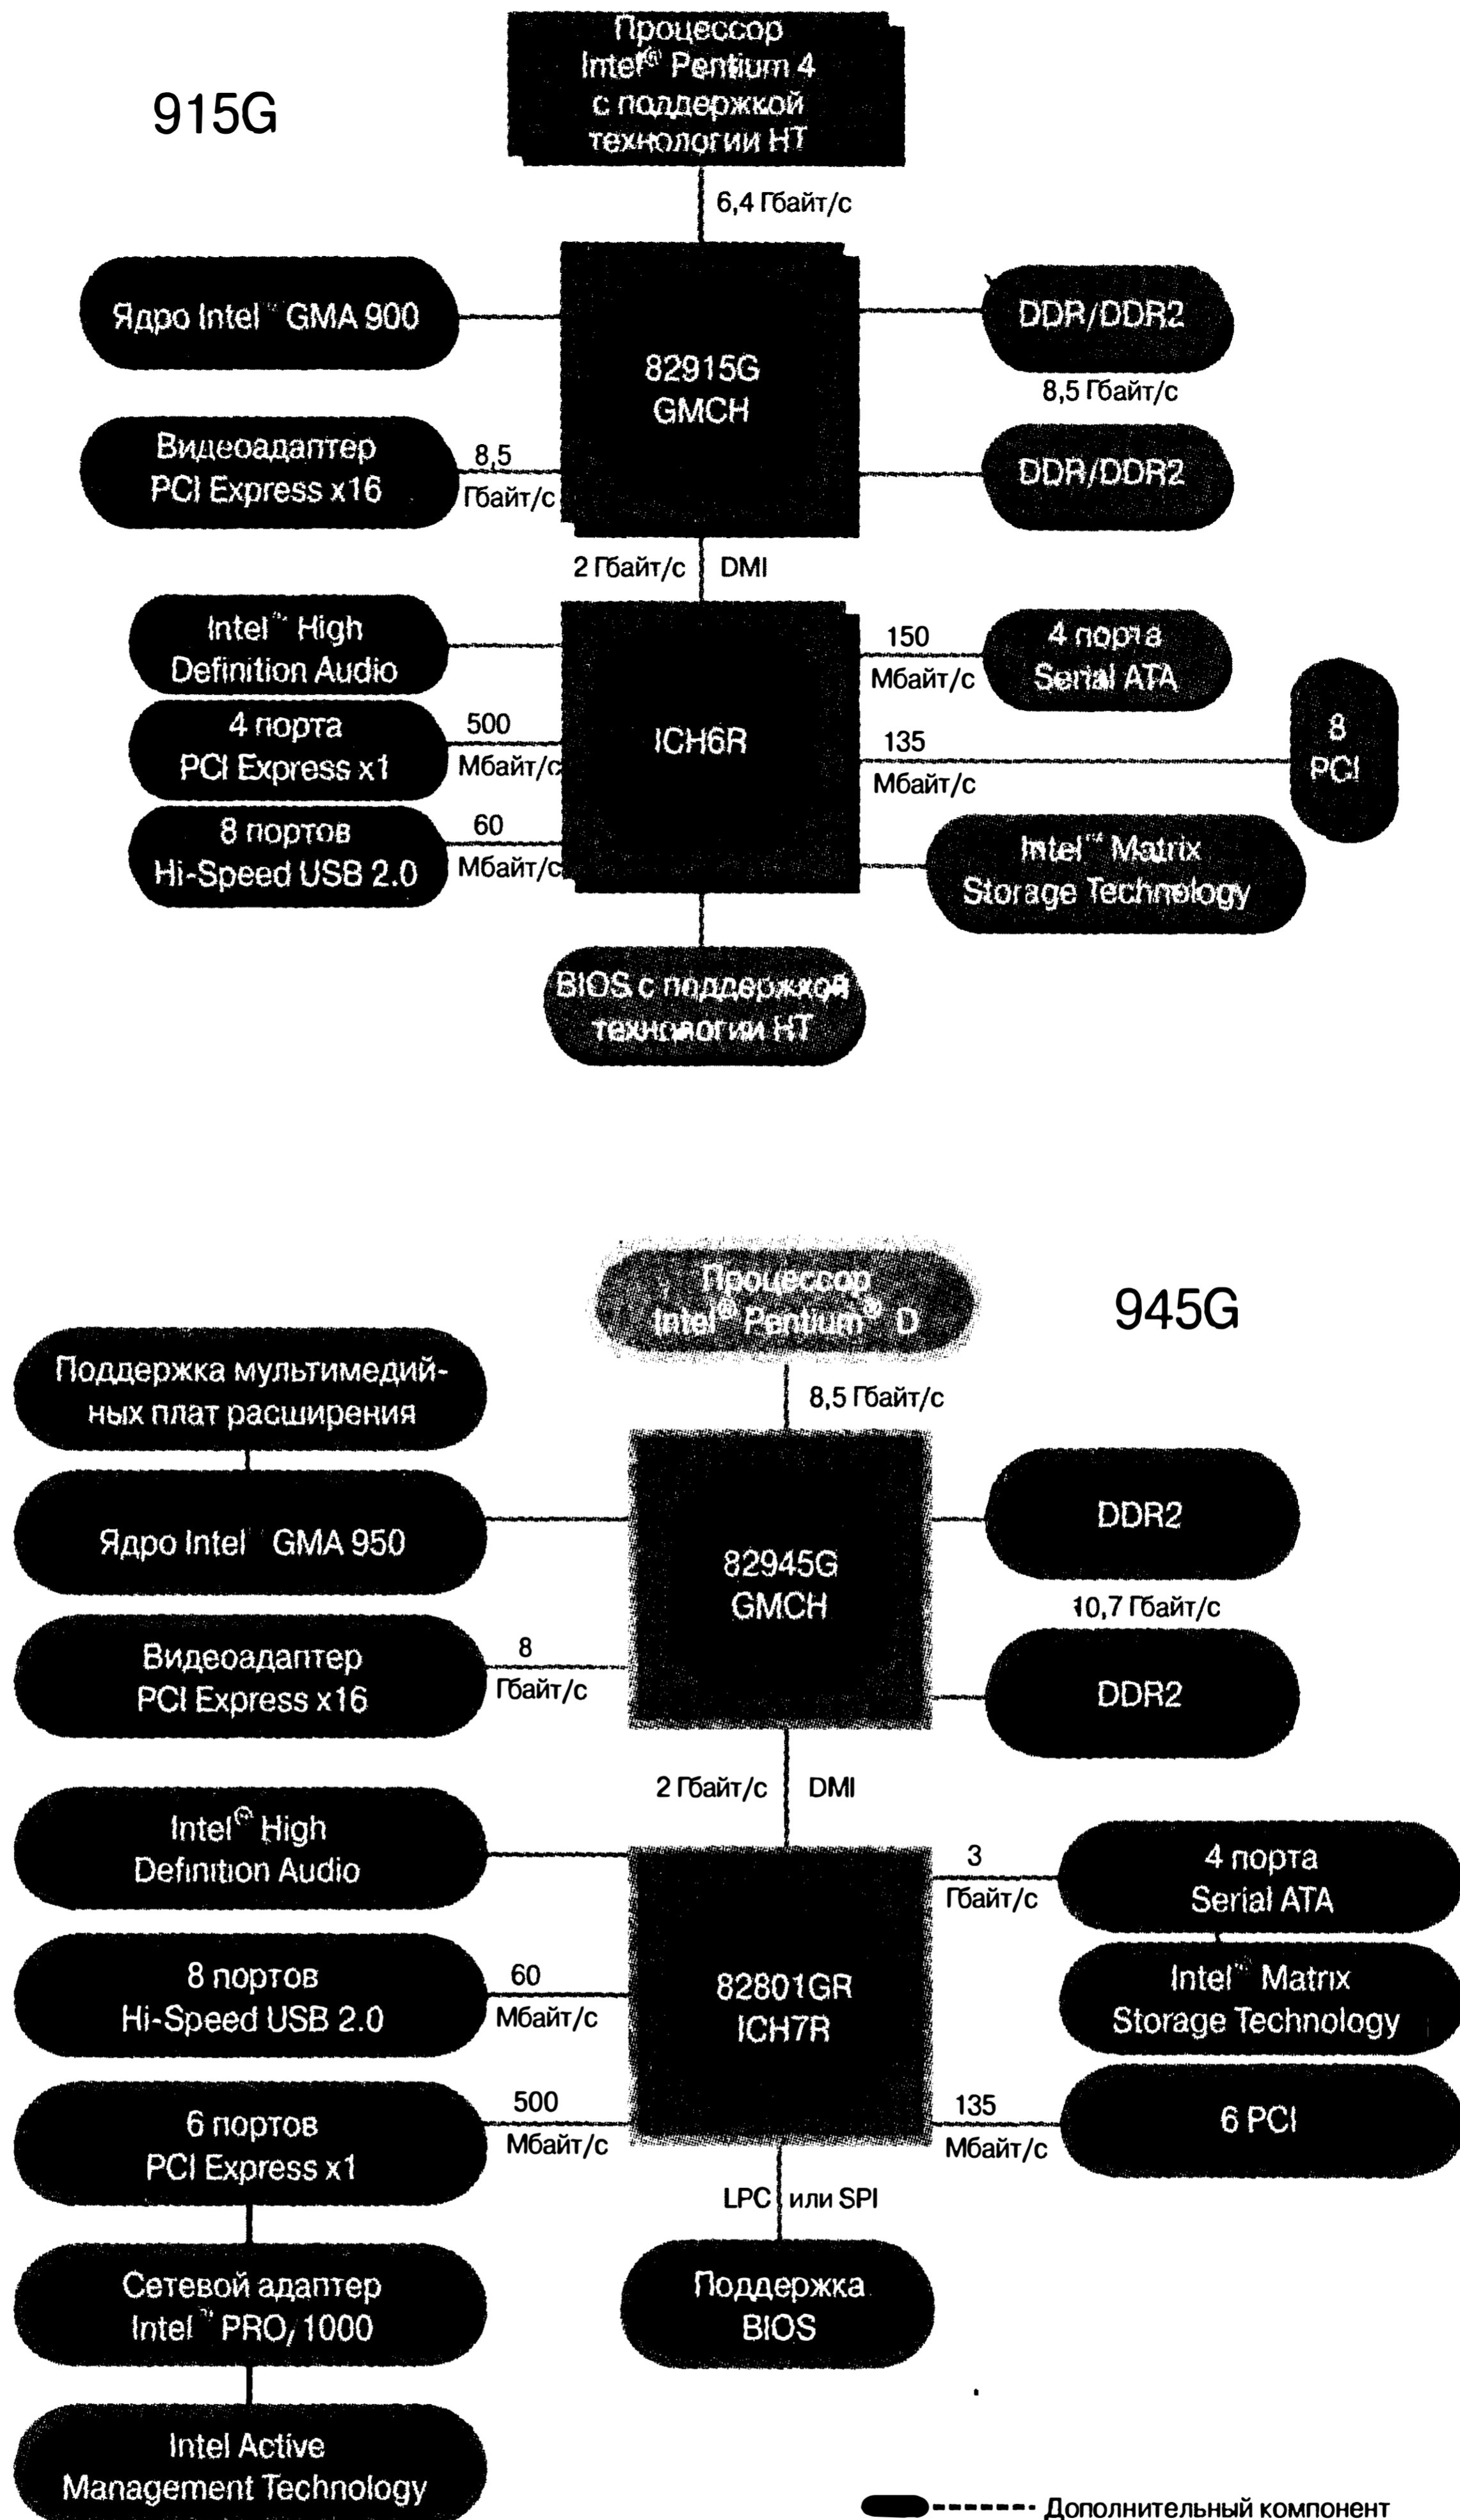 915G
Процессор
Intel® Pentium 4
с поддержкой
технологии HT
6,4 Гбайт/с
Ядро Intel™ GMA 900
82915G
GMCH
DDR/DDR2
8,5 Гбайт/с
Видеоадаптер
PCI Express x16
8,5
Гбайт/с
DDR/DDR2
2 Гбайт/с DMI
Intel™ High
Definition Audio
150
Мбайт/с
4 порта
Serial ATA
4 порта
PCI Express x1
500
Мбайт/с
ICH6R
135
Мбайт/с
8
PCI
8 портов
Hi-Speed USB 2.0
60
Мбайт/с
Intel™ Matrix
Storage Technology
BIOS с поддержкой
технологии HT
Процессор
Intel® Pentium® D
945G
8,5 Гбайт/с
Поддержка мультимедий-
ных плат расширения
Ядро Intel™ GMA 950
82945G
GMCH
DDR2
10,7 Гбайт/с
Видеоадаптер
PCI Express x16
8
Гбайт/с
DDR2
2 Гбайт/с DMI
Intel® High
Definition Audio
3
Гбайт/с
4 порта
Serial ATA
8 портов
Hi-Speed USB 2.0
60
Мбайт/с
82801GR
ICH7R
Intel™ Matrix
Storage Technology
6 портов
PCI Express x1
500
Мбайт/с
135
Мбайт/с
6 PCI
LPC или SPI
Сетевой адаптер
Intel™ PRO/1000
Поддержка
BIOS
Intel Active
Management Technology
Дополнительный компонент